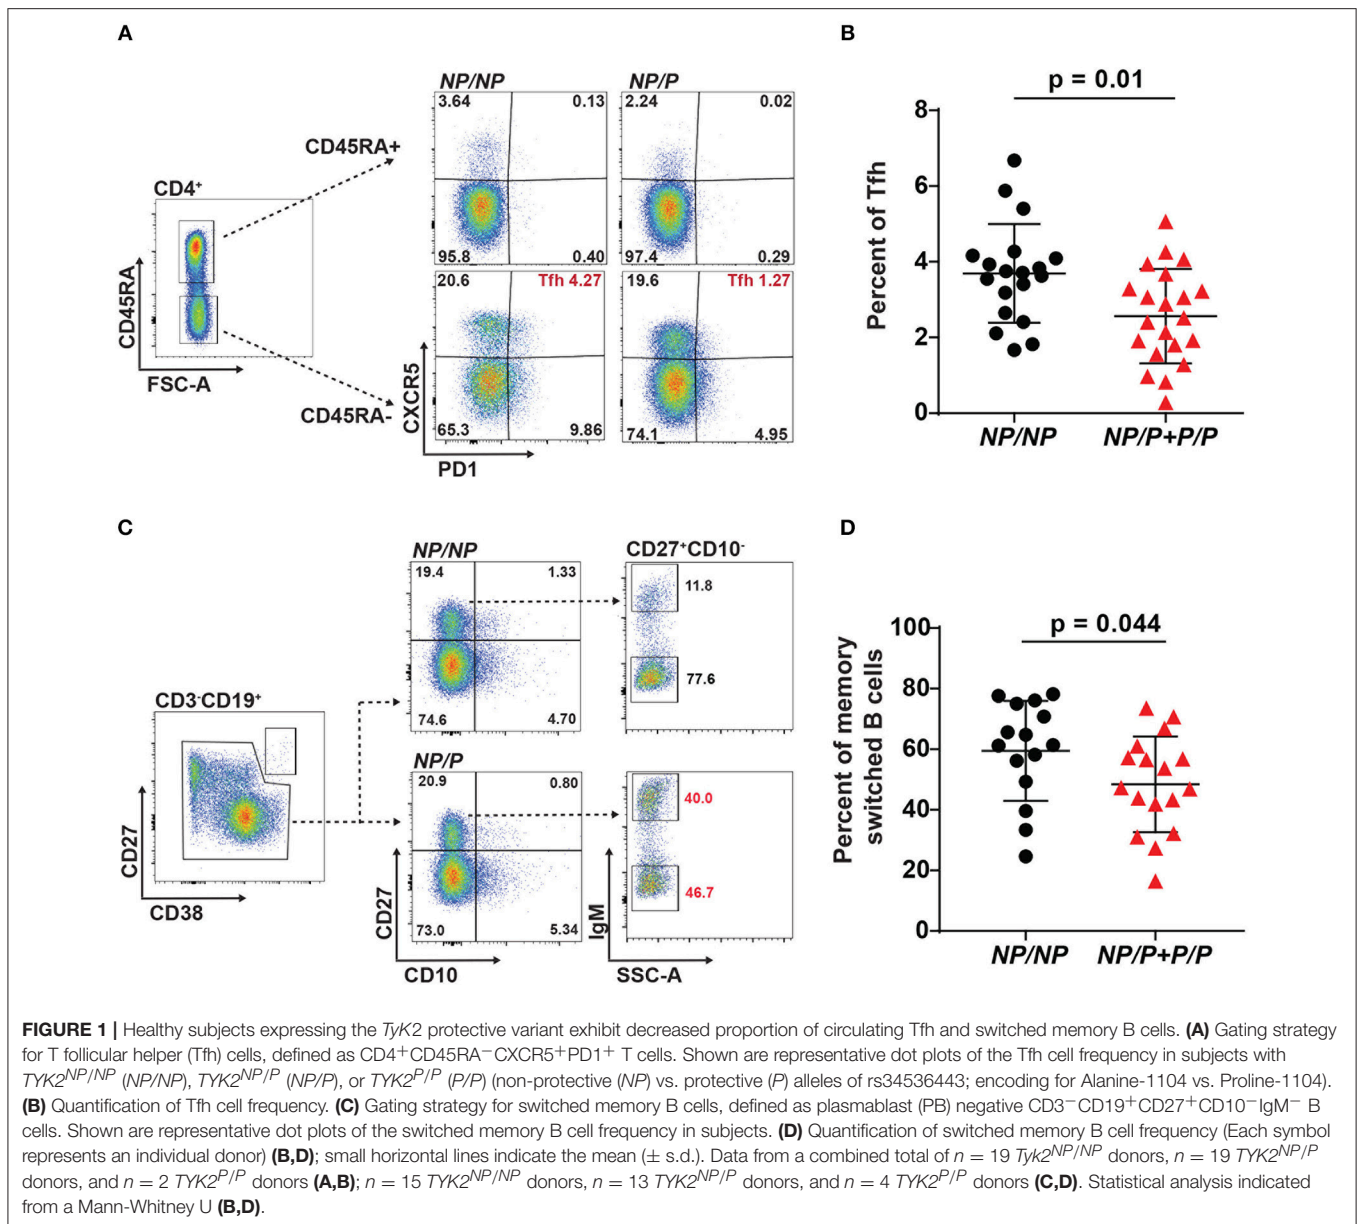 A
NP/NP
NP/P
3.64 0.13
2.24 0.02
CD45RA+
CD4+
95.8 0.40
97.4 0.29
20.6 Tfh 4.27
19.6 Tfh 1.27
CD45RA
FSC-A
CD45RA-
CXCR5
65.3 9.86
74.1 4.95
PD1
B
p = 0.01
Percent of Tfh
8
6
4
2
0
NP/NP NP/P+P/P
C
NP/NP
CD27+CD10-
19.4 1.33
11.8
77.6
74.6 4.70
CD3-CD19+
NP/P
20.9 0.80
40.0
46.7
CD27
CD38
CD27
73.0 5.34
CD10
IgM
SSC-A
D
p = 0.044
Percent of memory
switched B cells
100
80
60
40
20
0
NP/NP NP/P+P/P
FIGURE 1 | Healthy subjects expressing the TyK2 protective variant exhibit decreased proportion of circulating Tfh and switched memory B cells. (A) Gating strategy
for T follicular helper (Tfh) cells, defined as CD4+CD45RA−CXCR5+PD1+ T cells. Shown are representative dot plots of the Tfh cell frequency in subjects with
TYK2NP/NP (NP/NP), TYK2NP/P (NP/P), or TYK2P/P (P/P) (non-protective (NP) vs. protective (P) alleles of rs34536443; encoding for Alanine-1104 vs. Proline-1104).
(B) Quantification of Tfh cell frequency. (C) Gating strategy for switched memory B cells, defined as plasmablast (PB) negative CD3−CD19+CD27+CD10−IgM− B
cells. Shown are representative dot plots of the switched memory B cell frequency in subjects. (D) Quantification of switched memory B cell frequency (Each symbol
represents an individual donor) (B,D); small horizontal lines indicate the mean (± s.d.). Data from a combined total of n = 19 Tyk2NP/NP donors, n = 19 TYK2NP/P
donors, and n = 2 TYK2P/P donors (A,B); n = 15 TYK2NP/NP donors, n = 13 TYK2NP/P donors, and n = 4 TYK2P/P donors (C,D). Statistical analysis indicated
from a Mann-Whitney U (B,D).